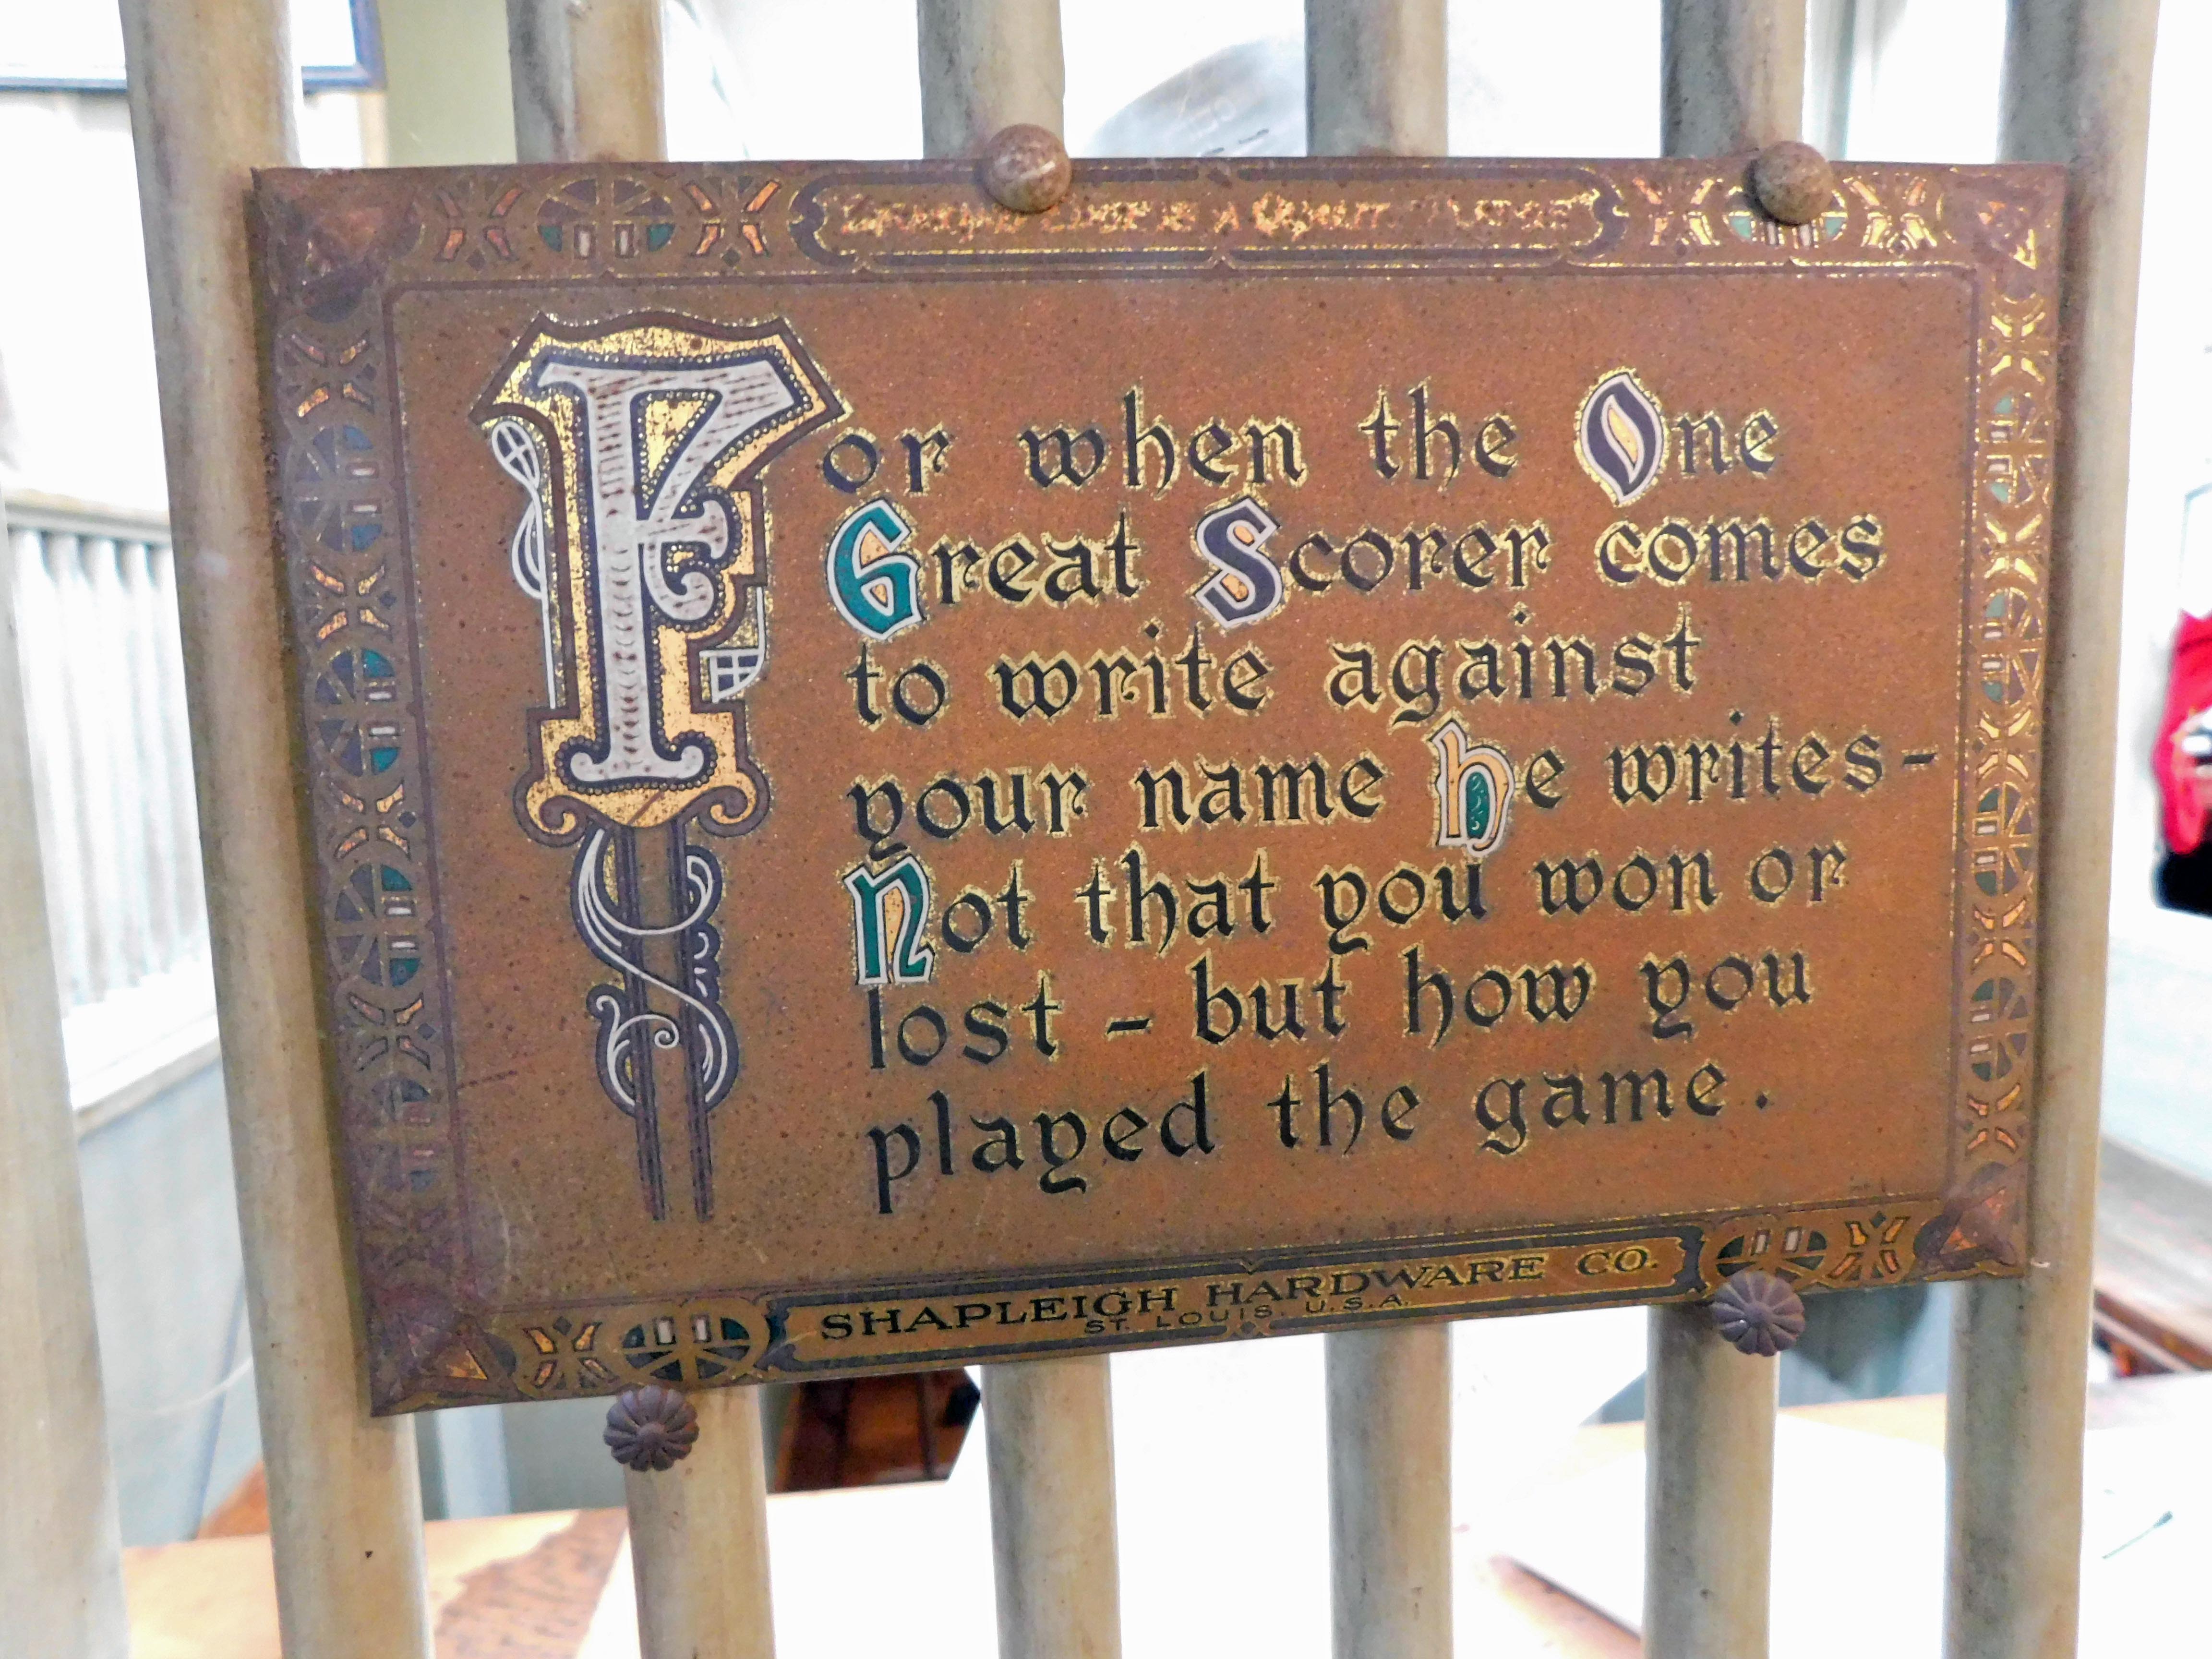 IS A
For when the One
Great Scorer comes
to write against
your name he writes-
Not that you won or
lost - but how you
played the game.
SHAPLEIGH HARDWARE CO.
ST. LOUIS. U.S.A.